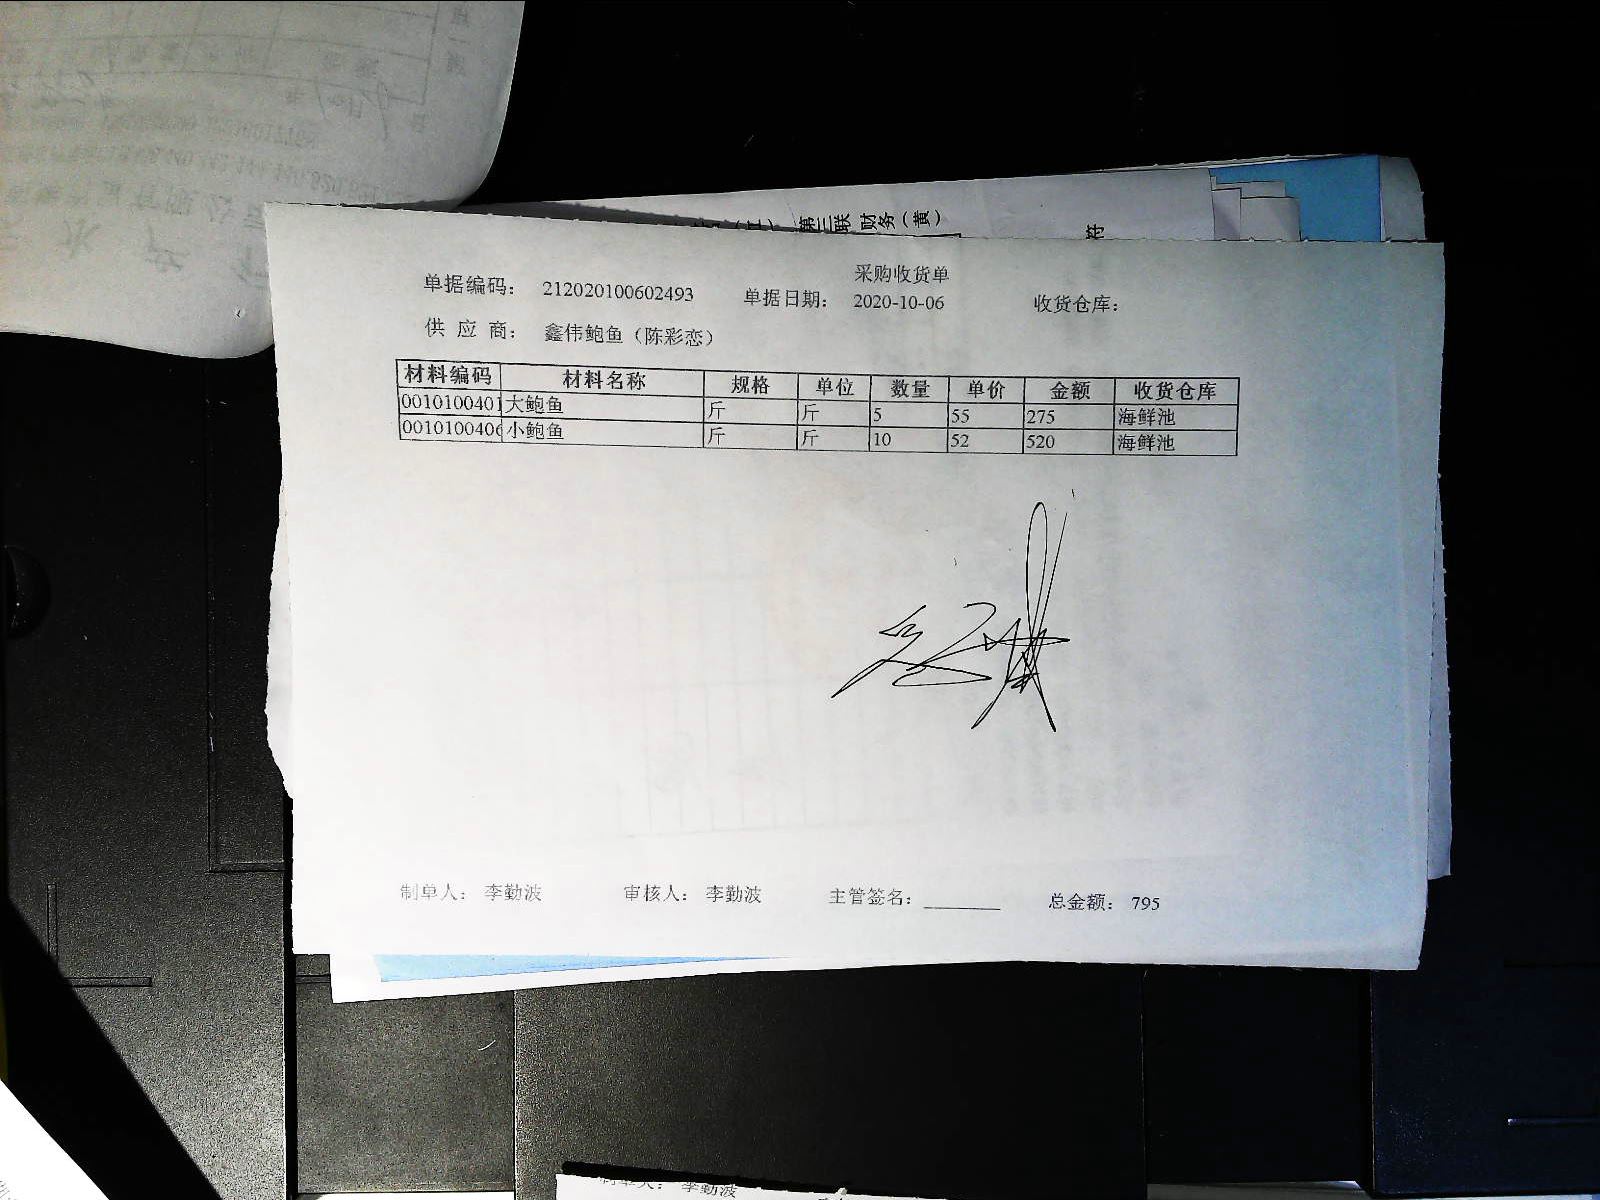 第三联 财务（黄）
符
采购收货单
单据编码： 212020100602493 单据日期： 2020-10-06 收货仓库：
供 应 商： 鑫伟鲍鱼（陈彩恋）
材料编码 材料名称 规格 单位 数量 单价 金额 收货仓库
0010100401 大鲍鱼 斤 斤 5 55 275 海鲜池
0010100406 小鲍鱼 斤 斤 10 52 520 海鲜池
制单人： 李勤波 审核人： 李勤波 主管签名： 总金额： 795
制单人： 李勤波